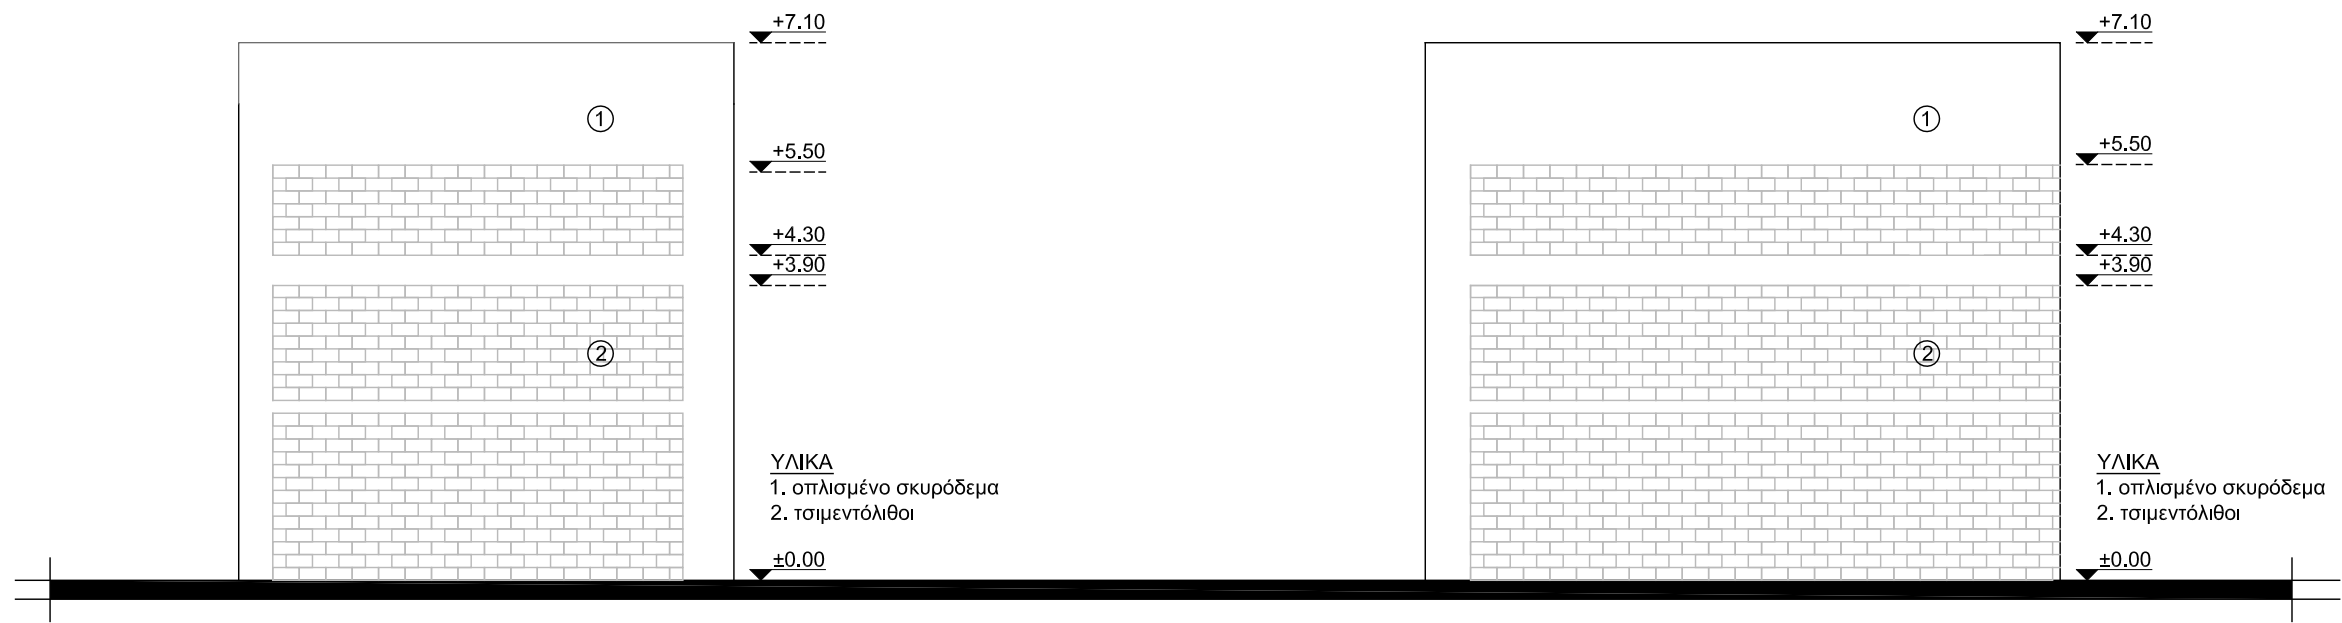 +7.10
①
+5.50
+4.30
+3.90
②
ΥΛΙΚΑ
1. οπλισμένο σκυρόδεμα
2. τσιμεντόλιθοι
±0.00
+7.10
①
+5.50
+4.30
+3.90
②
ΥΛΙΚΑ
1. οπλισμένο σκυρόδεμα
2. τσιμεντόλιθοι
±0.00